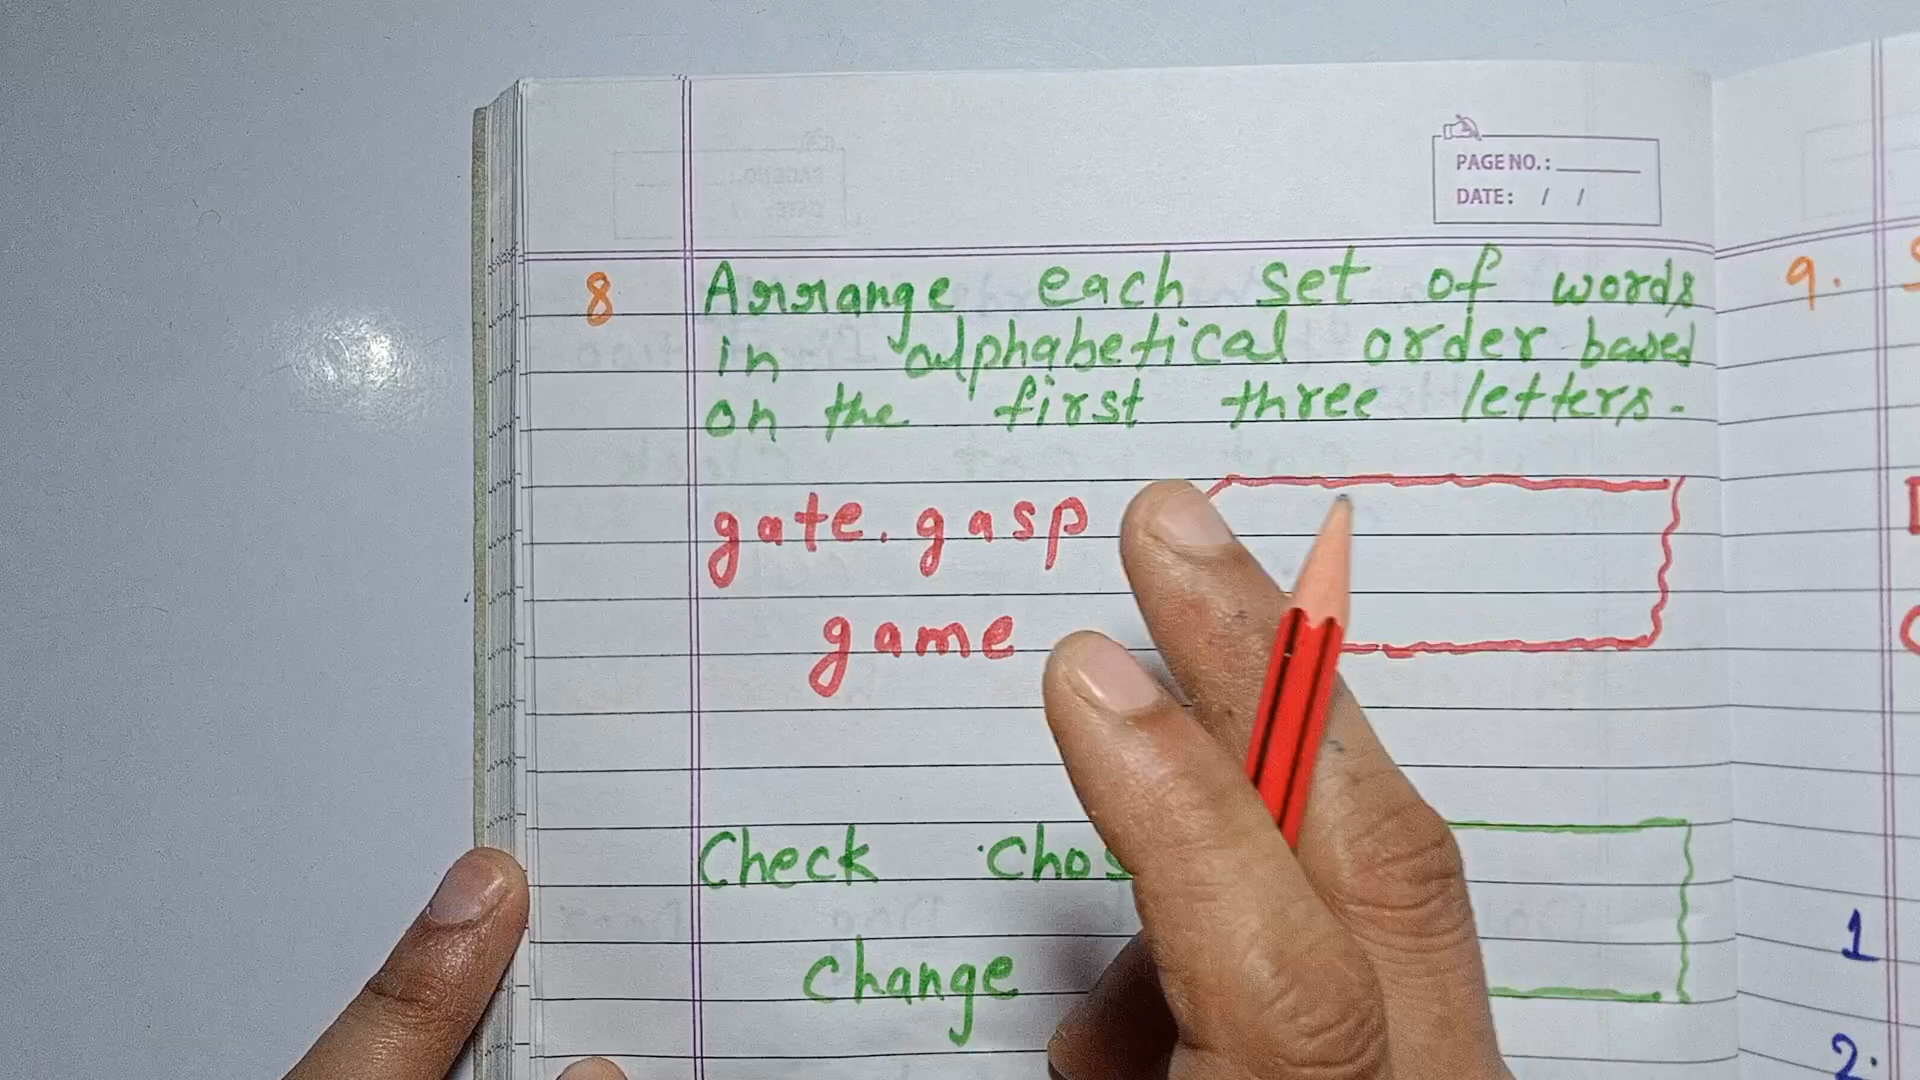 PAGE NO.:
DATE: / /
8 Arrange each set of words
in alphabetical order based
on the first three letters.
gate. gasp
game
Check Chos
Change
9.
1
2.